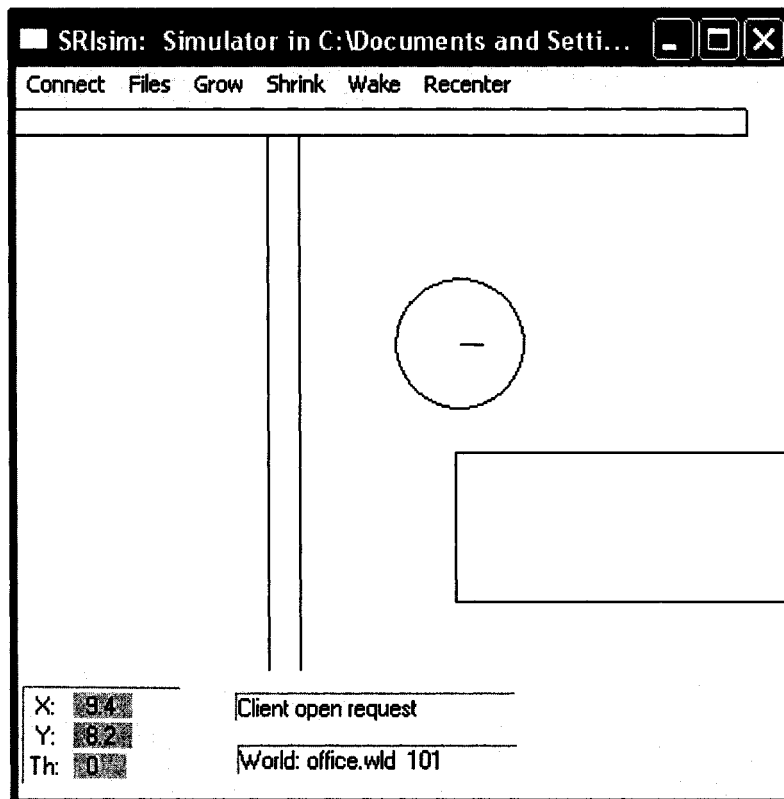 SRIsim: Simulator in C:\Documents and Setti...
Connect Files Grow Shrink Wake Recenter
X: 9.4
Y: 8.2
Th: 0
Client open request
World: office.wld 101